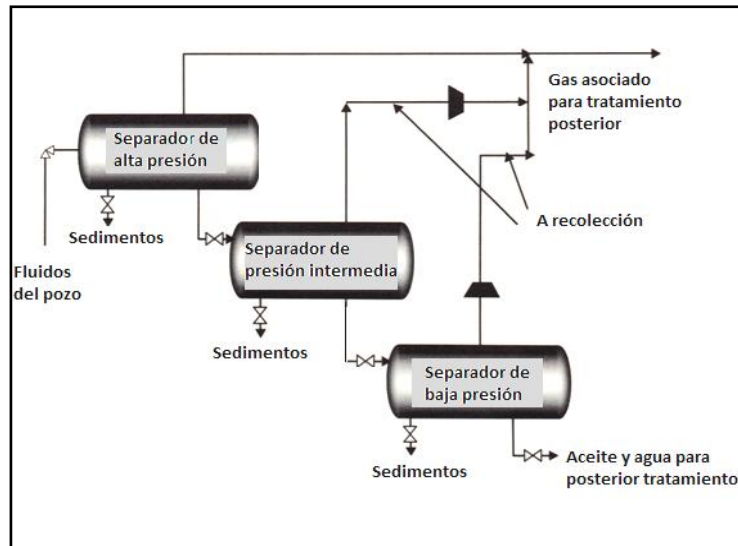 Separador de
alta presión
Gas asociado
para tratamiento
posterior
Sedimentos
A recolección
Fluidos
del pozo
Separador de
presión intermedia
Sedimentos
Separador de
baja presión
Sedimentos
Aceite y agua para
posterior tratamiento